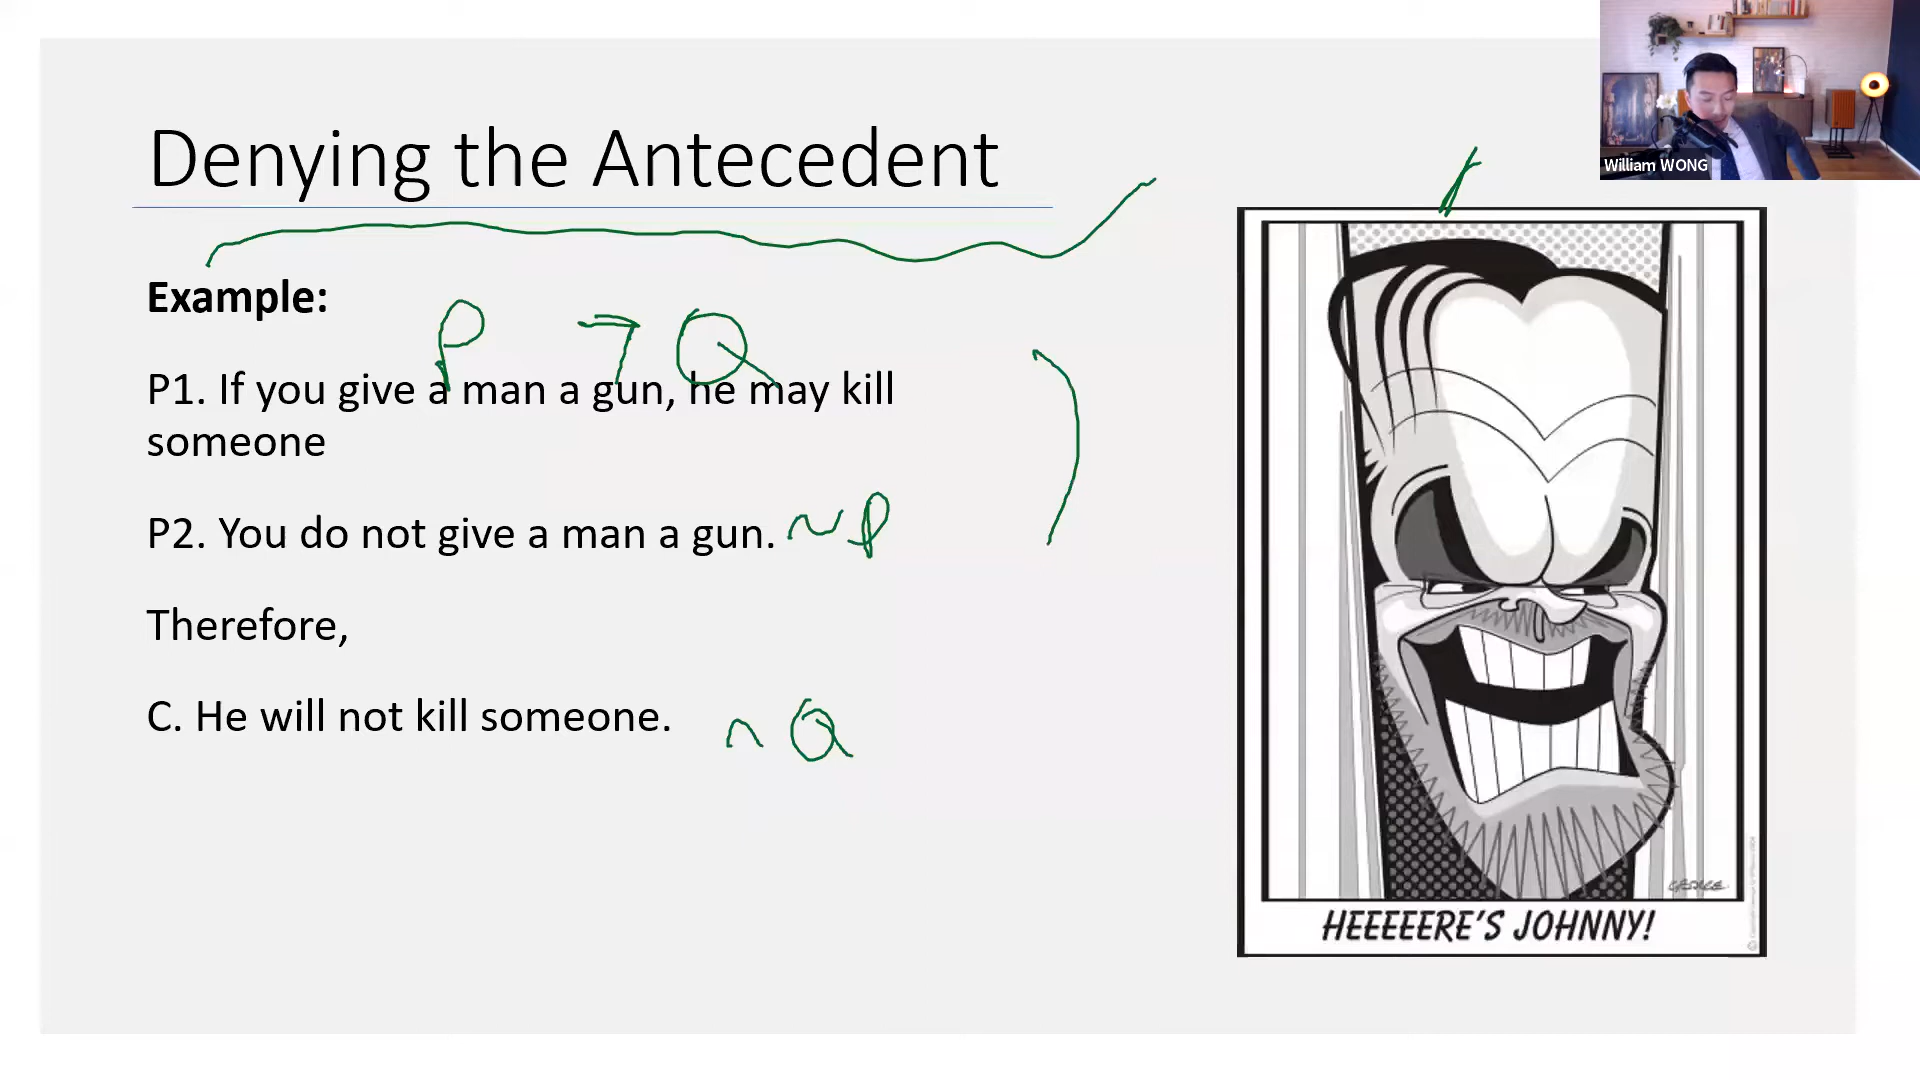 William WONG
Denying the Antecedent
Example:
P → Q
P1. If you give a man a gun, he may kill
someone
P2. You do not give a man a gun. ~P
Therefore,
C. He will not kill someone. ~Q
HEEEEERE'S JOHNNY!